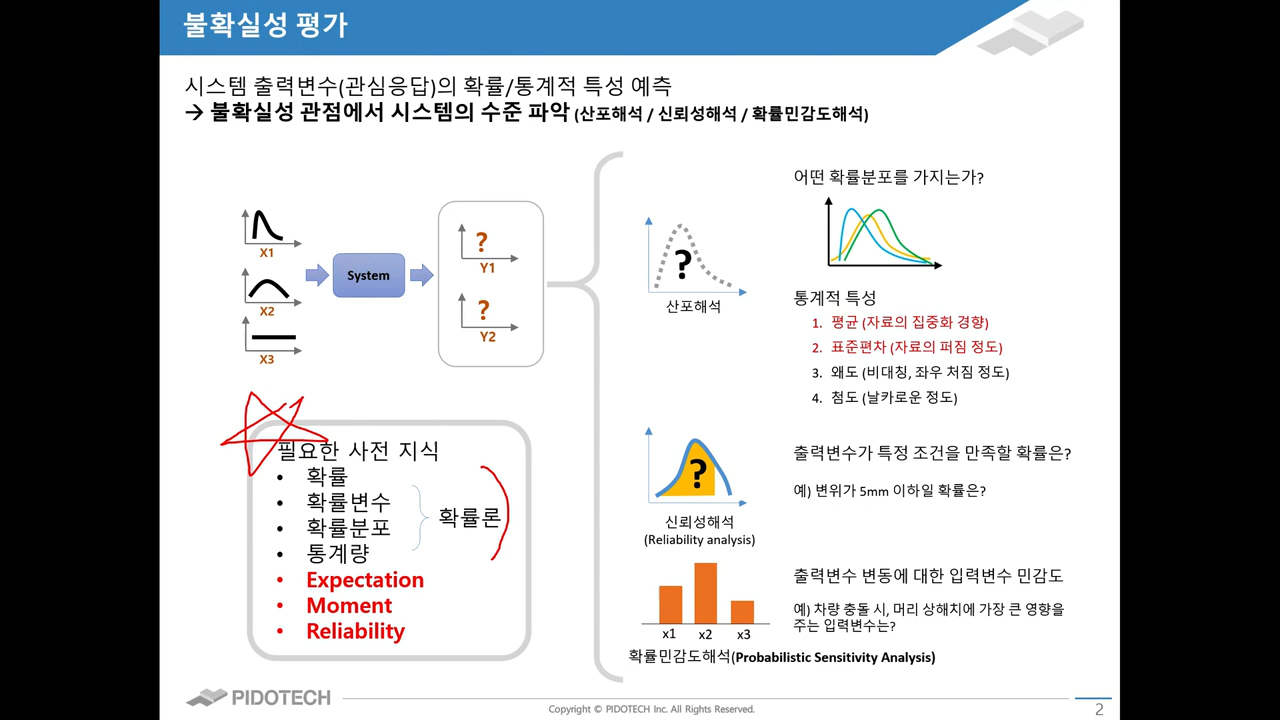 불확실성 평가
시스템 출력변수(관심응답)의 확률/통계적 특성 예측
→ 불확실성 관점에서 시스템의 수준 파악 (산포해석 / 신뢰성해석 / 확률민감도해석)
X1
X2
X3
System
?
Y1
?
Y2
필요한 사전 지식
• 확률
• 확률변수
• 확률분포
• 통계량
확률론
• Expectation
• Moment
• Reliability
?
산포해석
어떤 확률분포를 가지는가?
통계적 특성
1. 평균 (자료의 집중화 경향)
2. 표준편차 (자료의 퍼짐 정도)
3. 왜도 (비대칭, 좌우 처짐 정도)
4. 첨도 (날카로운 정도)
?
신뢰성해석
(Reliability analysis)
출력변수가 특정 조건을 만족할 확률은?
예) 변위가 5mm 이하일 확률은?
x1 x2 x3
확률민감도해석(Probabilistic Sensitivity Analysis)
출력변수 변동에 대한 입력변수 민감도
예) 차량 충돌 시, 머리 상해치에 가장 큰 영향을
주는 입력변수는?
PIDOTECH
Copyright © PIDOTECH Inc. All Rights Reserved.
2